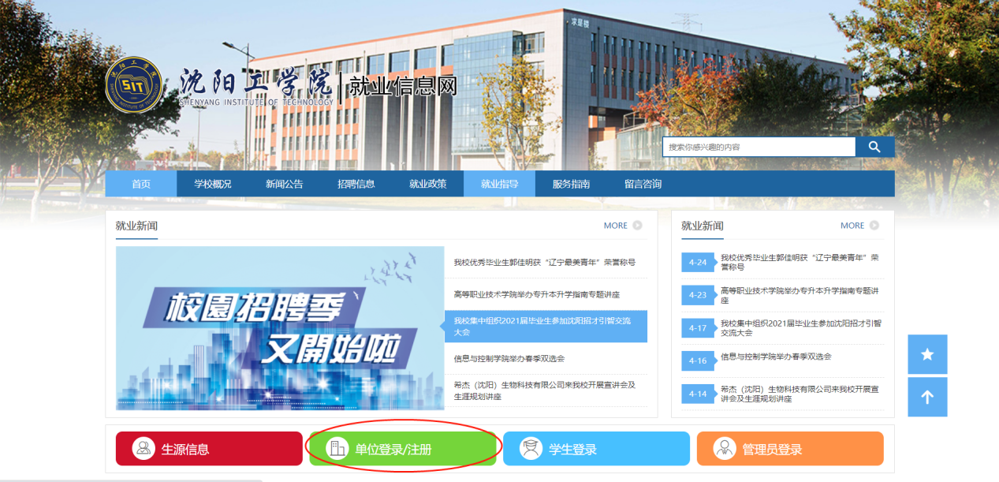 求是楼
SIT
沈阳工学院
SHENYANG INSTITUTE OF TECHNOLOGY
就业信息网
搜索你感兴趣的内容
首页 学校概况 新闻公告 招聘信息 就业政策 就业指导 服务指南 留言咨询
就业新闻
MORE
校園招聘季
又開始啦
我校优秀毕业生郭佳明获“辽宁最美青年”荣誉称号
高等职业技术学院举办专升本升学指南专题讲座
我校集中组织2021届毕业生参加沈阳招才引智交流
大会
信息与控制学院举办春季双选会
希杰（沈阳）生物科技有限公司来我校开展宣讲会及
生涯规划讲座
就业新闻
MORE
4-24
我校优秀毕业生郭佳明获“辽宁最美青年”荣
誉称号
4-23
高等职业技术学院举办专升本升学指南专题讲
座
4-17
我校集中组织2021届毕业生参加沈阳招才引智
交流大会
4-16
信息与控制学院举办春季双选会
4-14
希杰（沈阳）生物科技有限公司来我校开展宣
讲会及生涯规划讲座
生源信息
单位登录/注册
学生登录
管理员登录